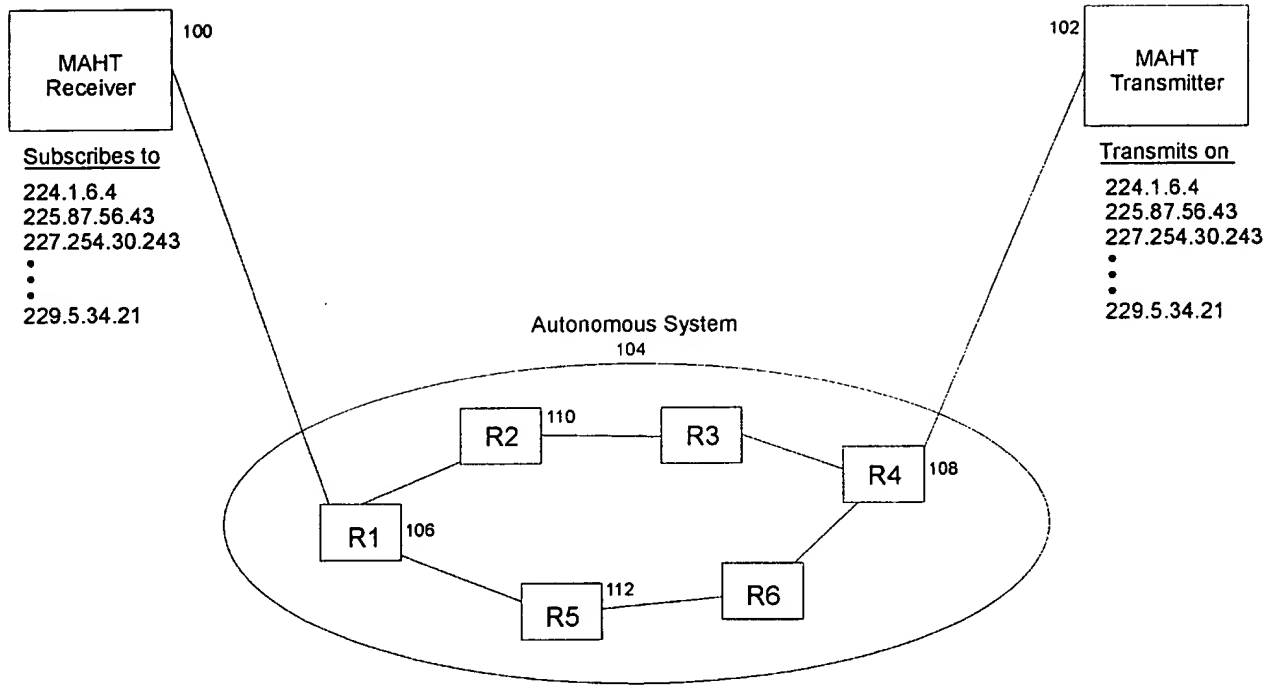 100
MAHT
Receiver
Subscribes to
224.1.6.4
225.87.56.43
227.254.30.243
229.5.34.21
102
MAHT
Transmitter
Transmits on
224.1.6.4
225.87.56.43
227.254.30.243
229.5.34.21
Autonomous System
104
R2
110
R3
R4
108
R1
106
R5
112
R6